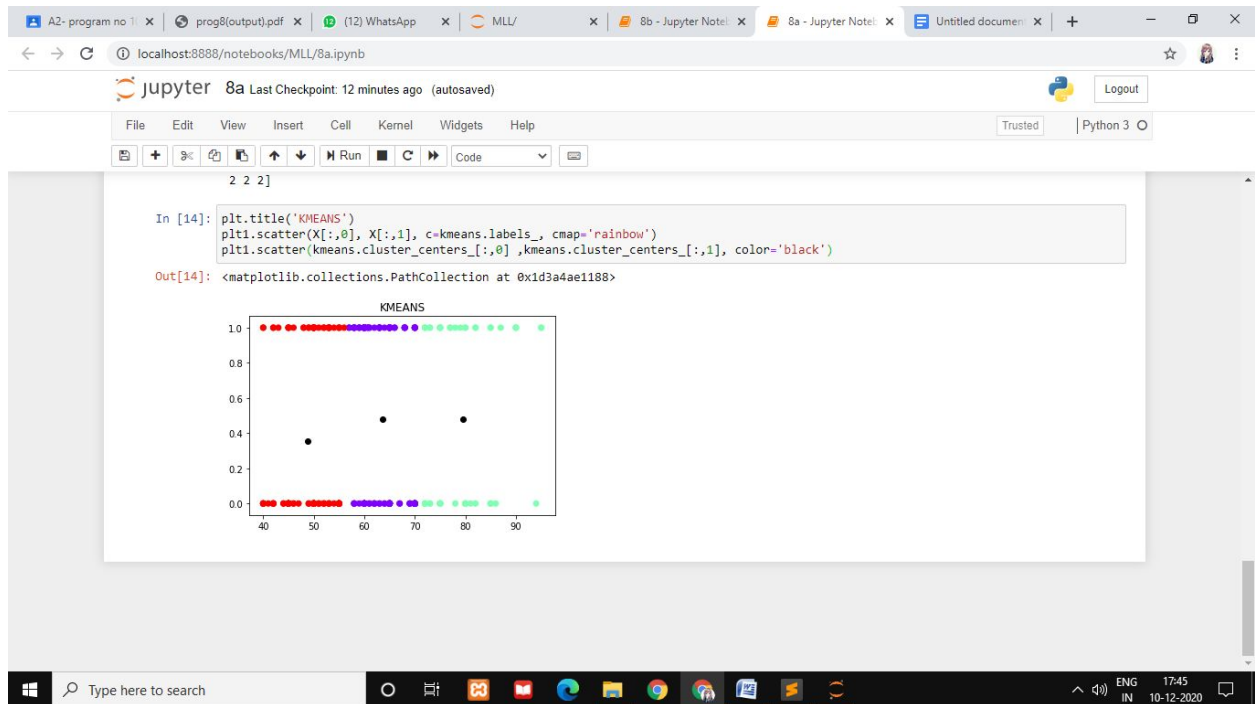 A2- program no 1
prog8(output).pdf
(12) WhatsApp
MLL/
8b - Jupyter Noteb
8a - Jupyter Noteb
Untitled document
localhost:8888/notebooks/MLL/8a.ipynb
jupyter 8a Last Checkpoint: 12 minutes ago (autosaved)
Logout
File Edit View Insert Cell Kernel Widgets Help
Trusted
Python 3
Run
Code
2 2 2]
In [14]: plt.title('KMEANS')
plt1.scatter(X[:,0], X[:,1], c=kmeans.labels_, cmap='rainbow')
plt1.scatter(kmeans.cluster_centers_[:,0] ,kmeans.cluster_centers_[:,1], color='black')
Out[14]: <matplotlib.collections.PathCollection at 0x1d3a4ae1188>
KMEANS
1.0
0.8
0.6
0.4
0.2
0.0
40 50 60 70 80 90
Type here to search
ENG
IN
17:45
10-12-2020